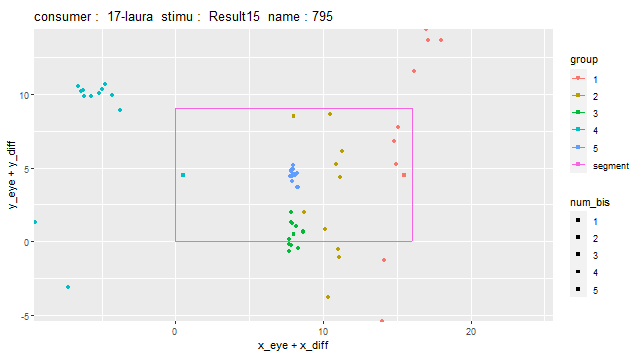 consumer : 17-laura stimu : Result15 name : 795
group
1
2
3
4
5
segment
num_bis
1
2
3
4
5
y_eye + y_diff
10
5
0
-5
0
10
20
x_eye + x_diff